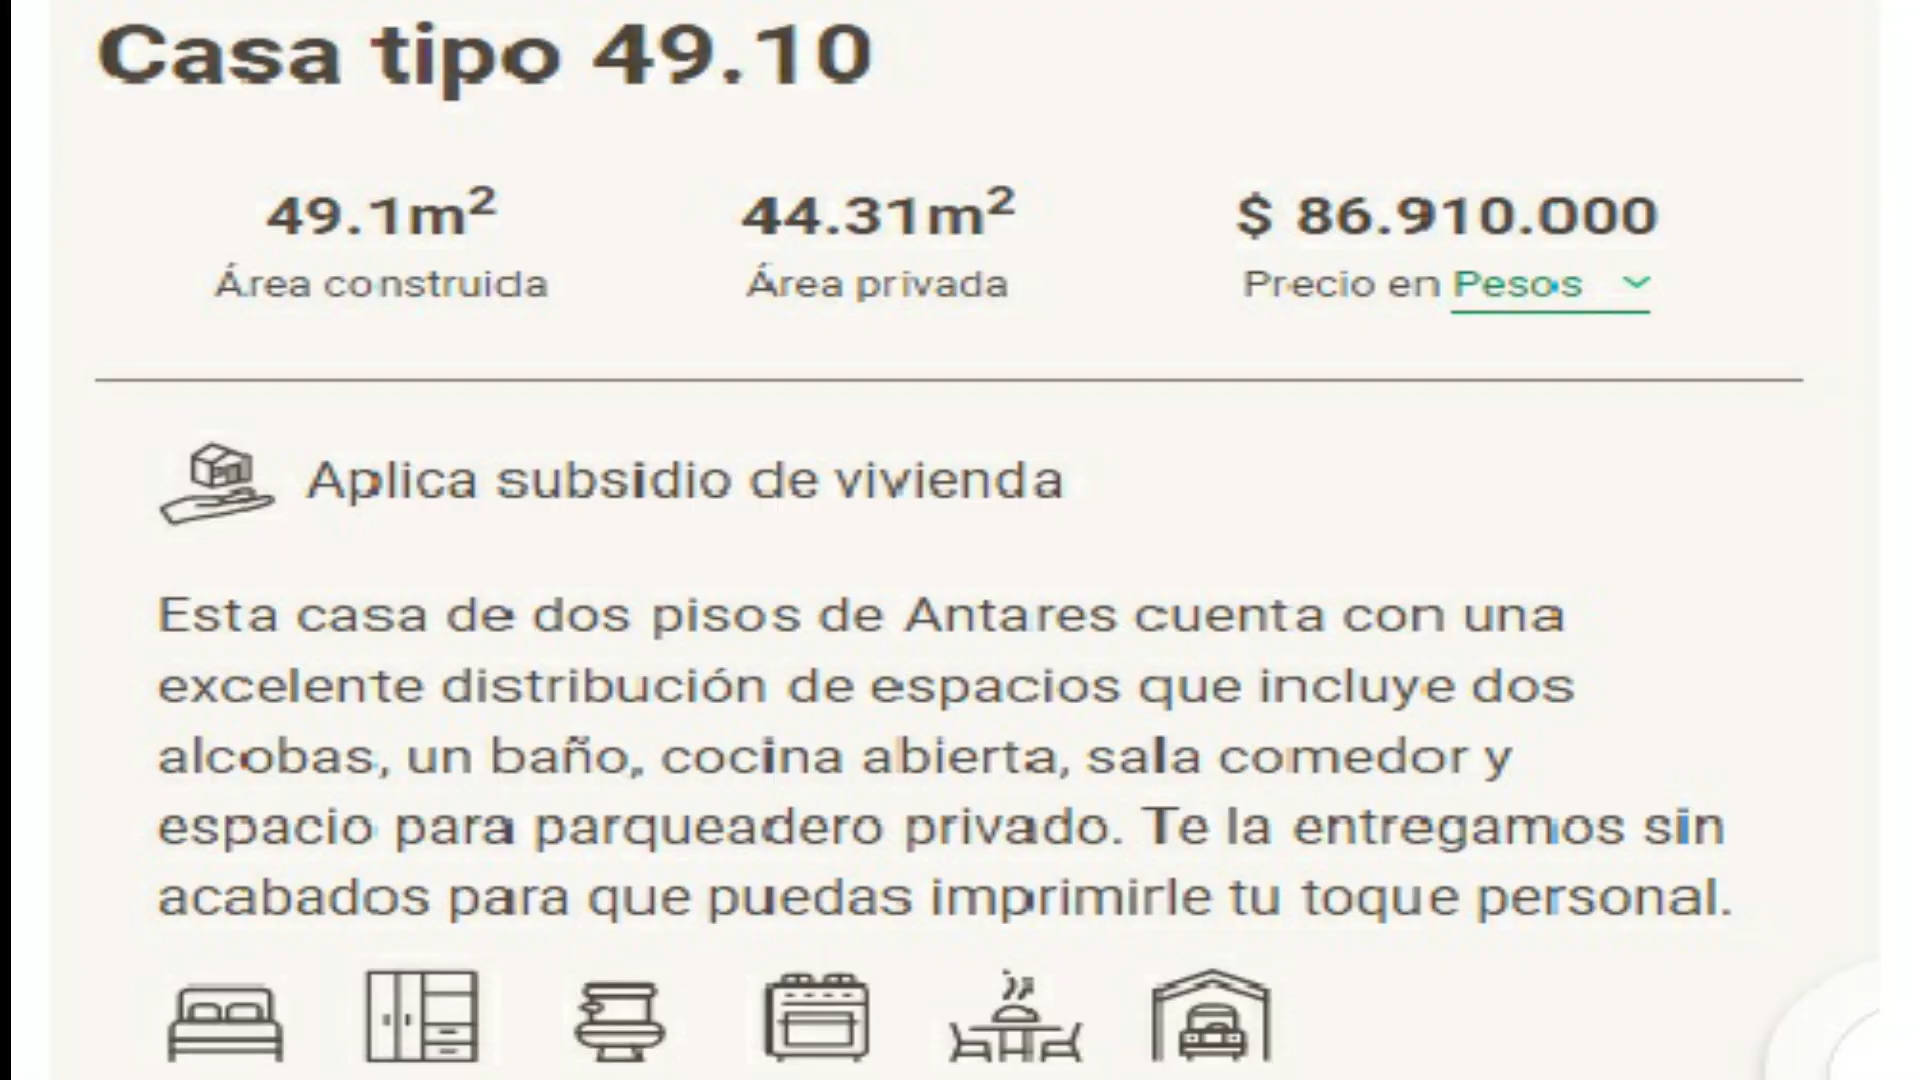 Casa tipo 49.10
49.1m² 44.31m² $ 86.910.000
Área construida Área privada Precio en Pesos
Aplica subsidio de vivienda
Esta casa de dos pisos de Antares cuenta con una
excelente distribución de espacios que incluye dos
alcobas, un baño, cocina abierta, sala comedor y
espacio para parqueadero privado. Te la entregamos sin
acabados para que puedas imprimirle tu toque personal.